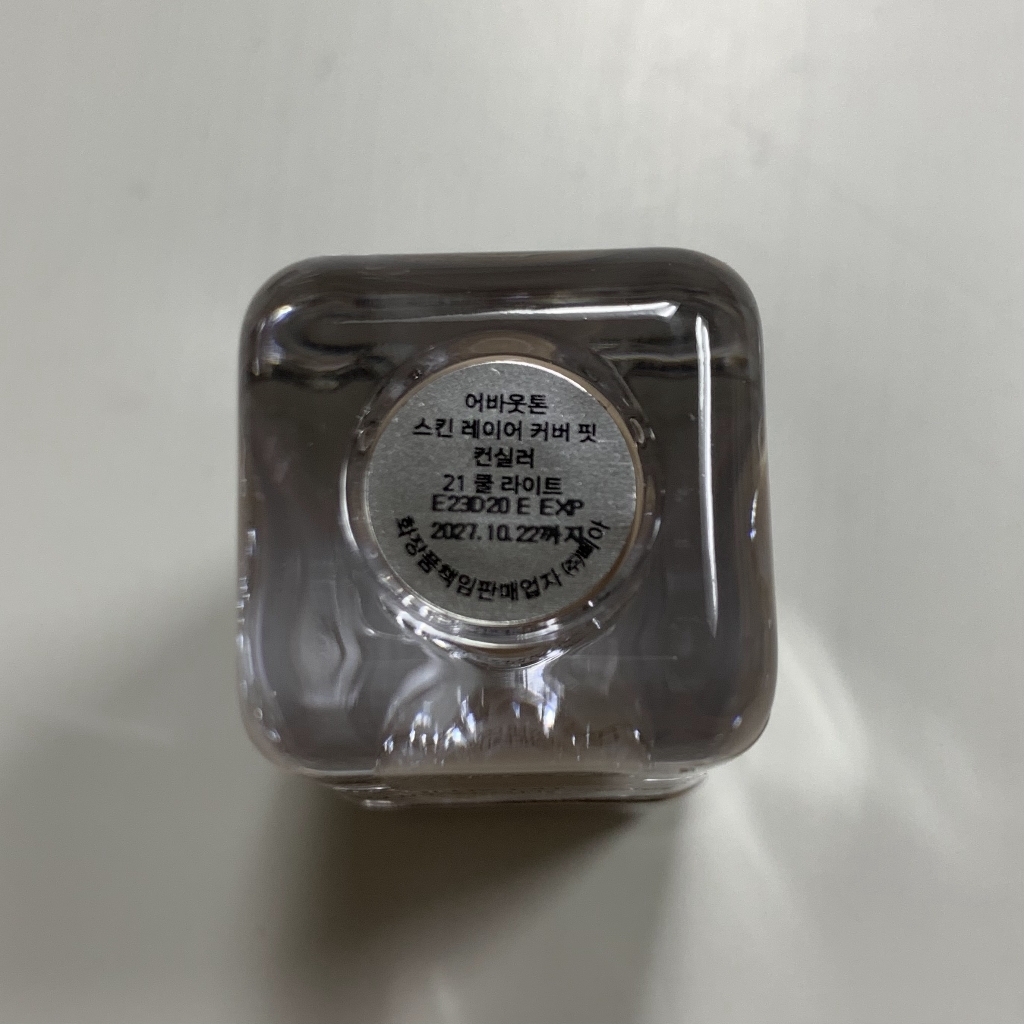 어바웃톤
스킨 레이어 커버 핏
컨실러
21 쿨 라이트
E23D20 E EXP
2027.10.22까지
화장품책임판매업자 ㈜삐아